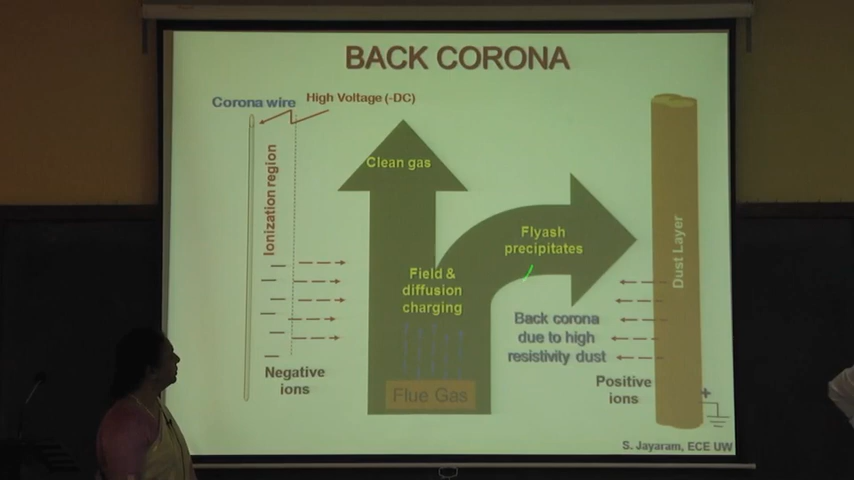 BACK CORONA
Corona wire
High Voltage (-DC)
Ionization region
Clean gas
Flyash
precipitates
Field &
diffusion
charging
Dust Layer
Back corona
due to high
resistivity dust
Negative
ions
Flue Gas
Positive
ions
+
S. Jayaram, ECE UW